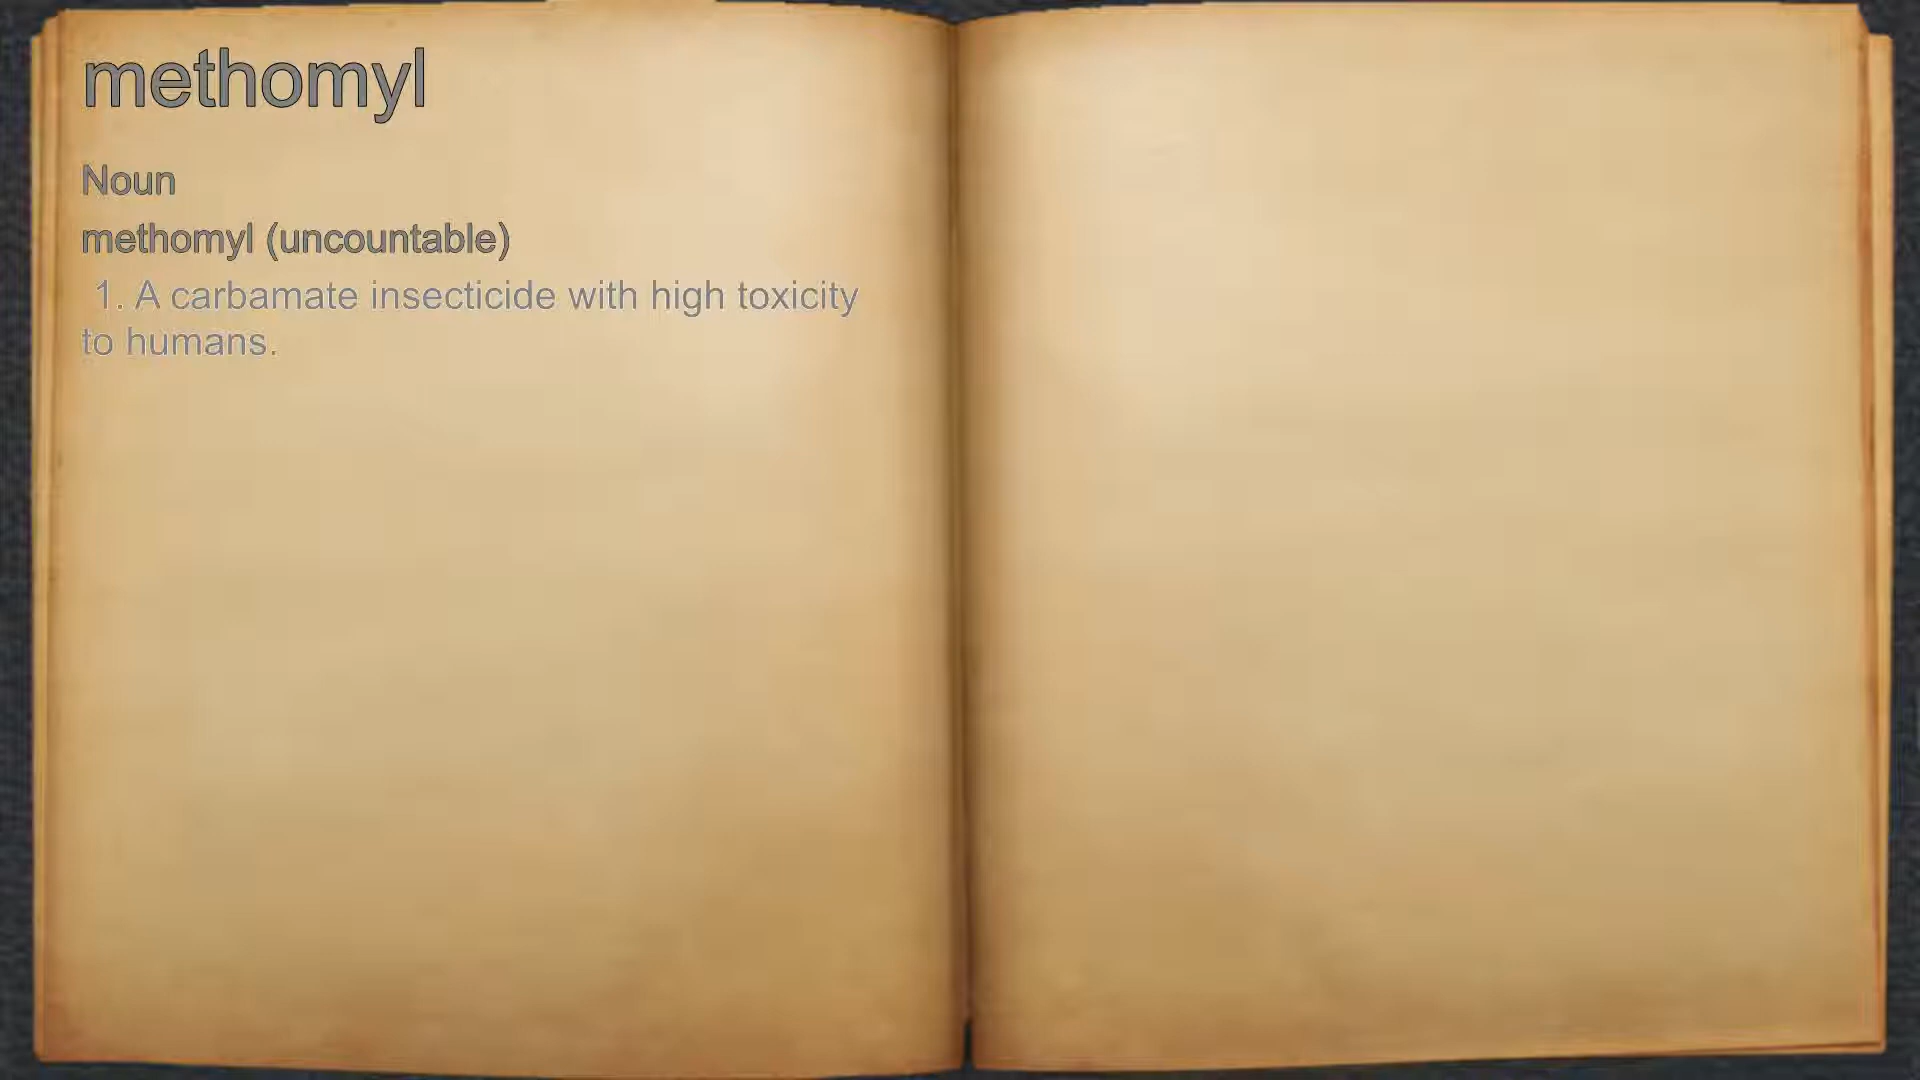 methomyl
Noun
methomyl (uncountable)
1. A carbamate insecticide with high toxicity
to humans.